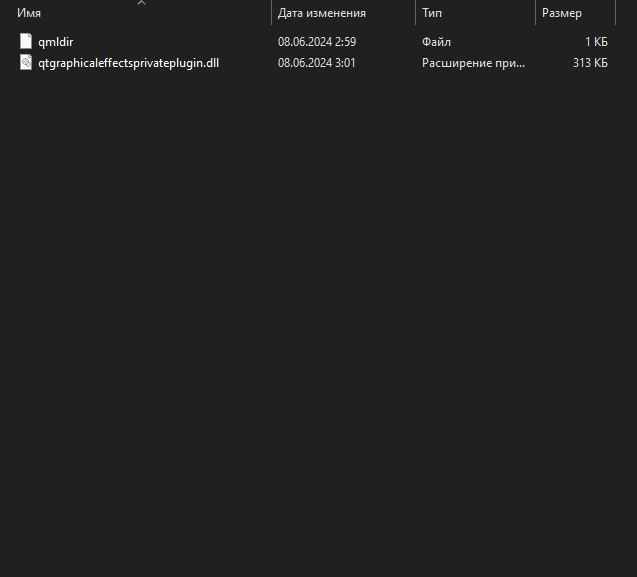 Имя Дата изменения Тип Размер
qmldir 08.06.2024 2:59 Файл 1 КБ
qtgraphicaleffectsprivateplugin.dll 08.06.2024 3:01 Расширение при... 313 КБ